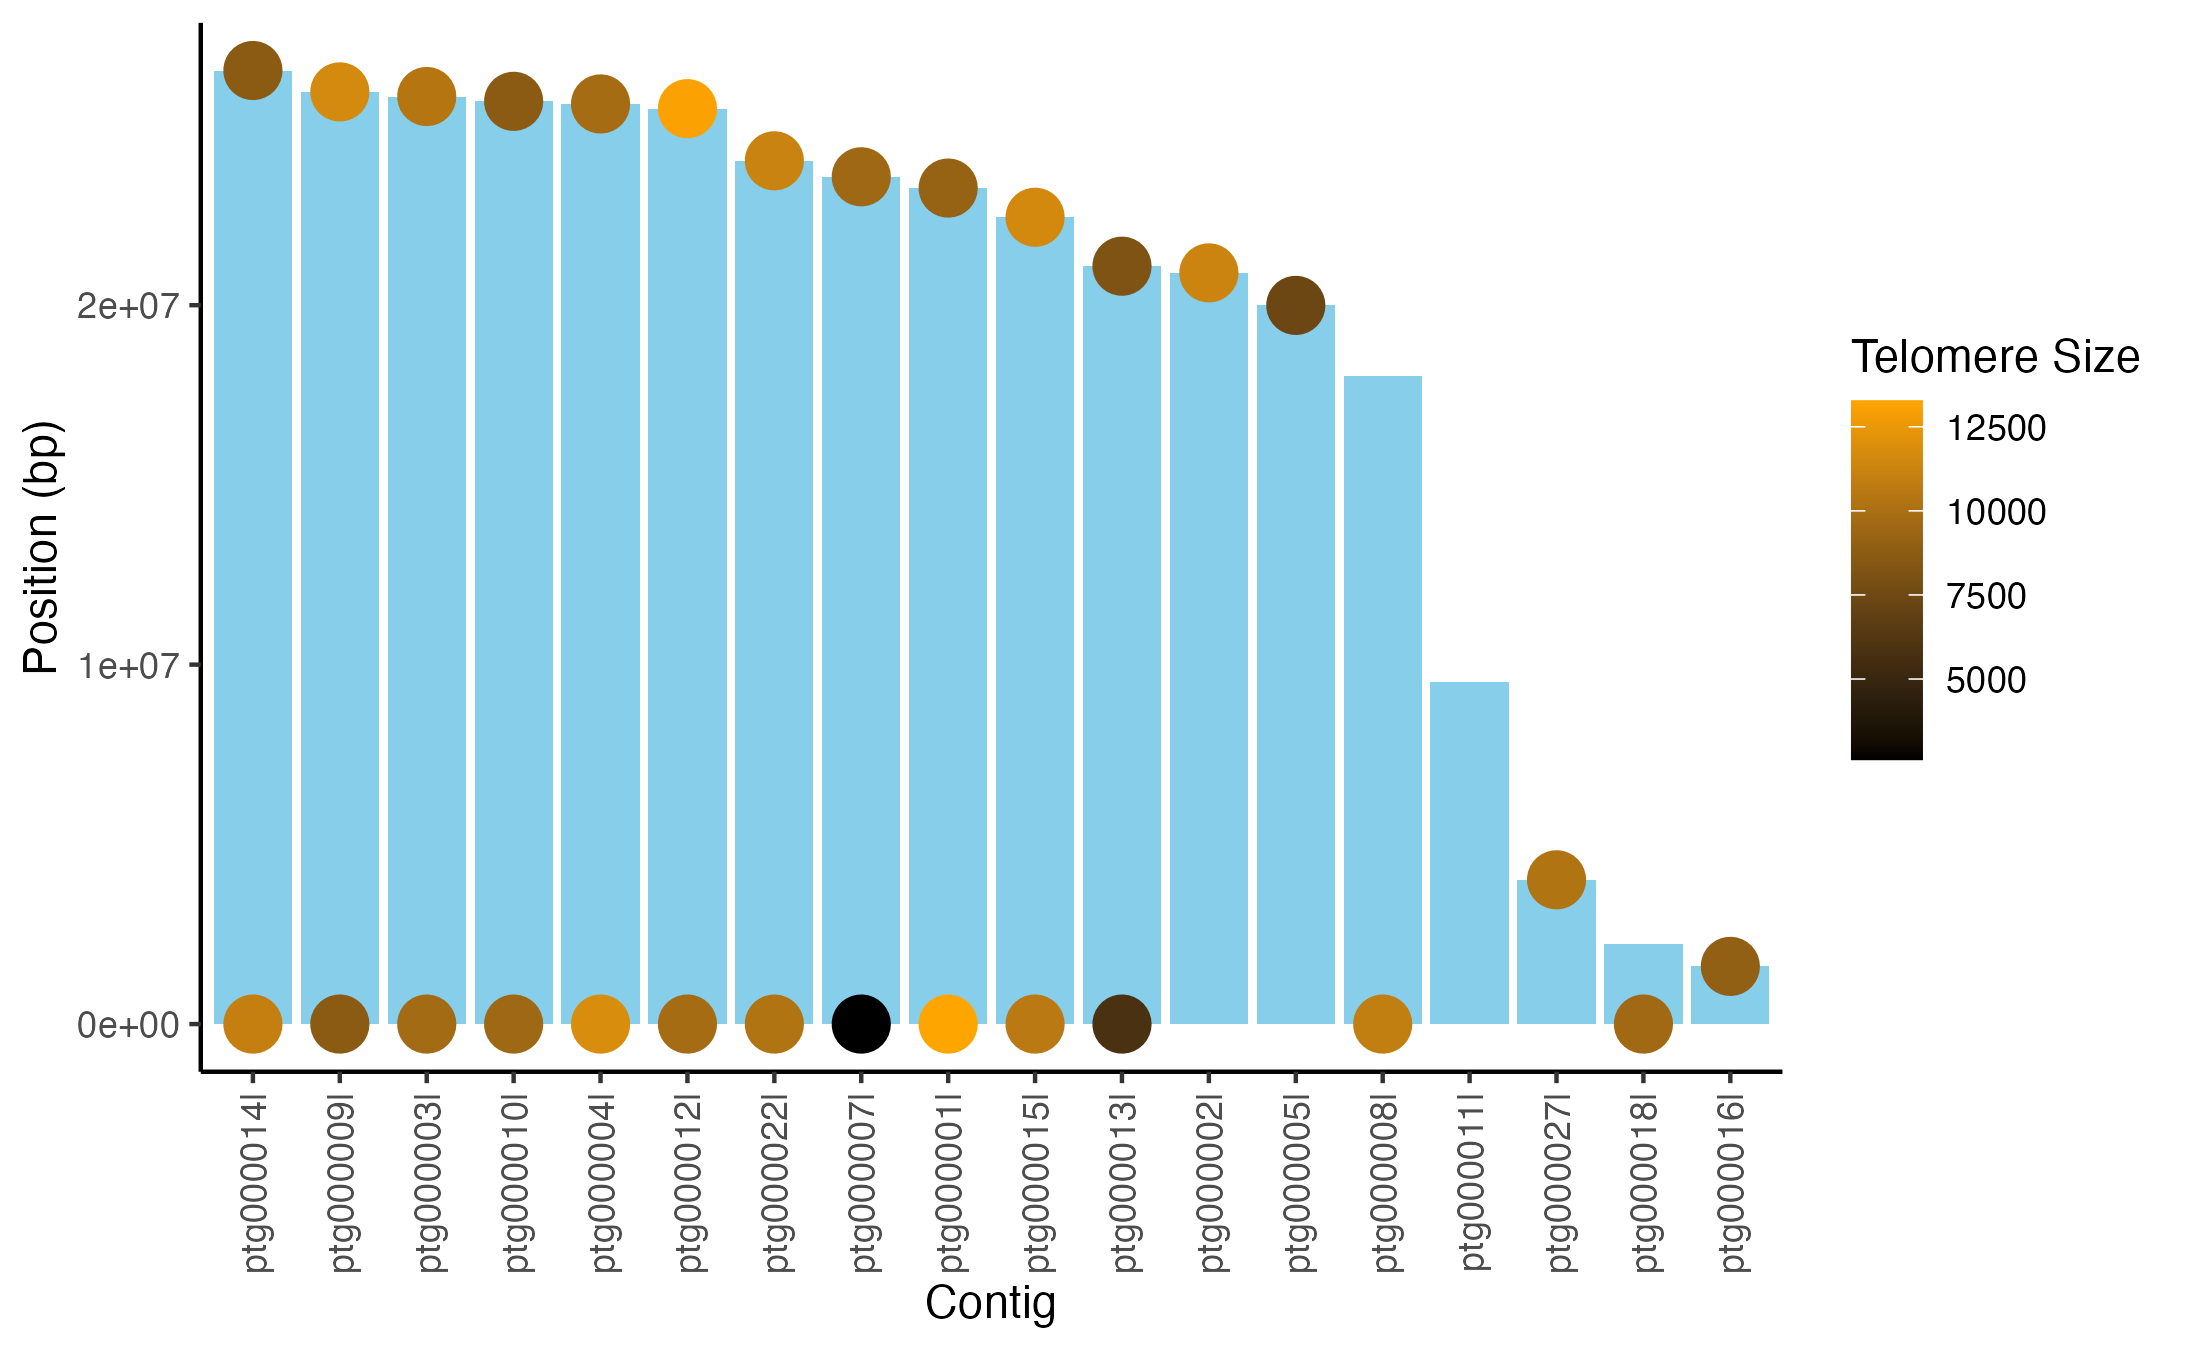 Position (bp)
2e+07
1e+07
0e+00
ptg000014l
ptg000009l
ptg000003l
ptg000010l
ptg000004l
ptg000012l
ptg000022l
ptg000007l
ptg000001l
ptg000015l
ptg000013l
ptg000002l
ptg000005l
ptg000008l
ptg000011l
ptg000027l
ptg000018l
ptg000016l
Contig
Telomere Size
12500
10000
7500
5000